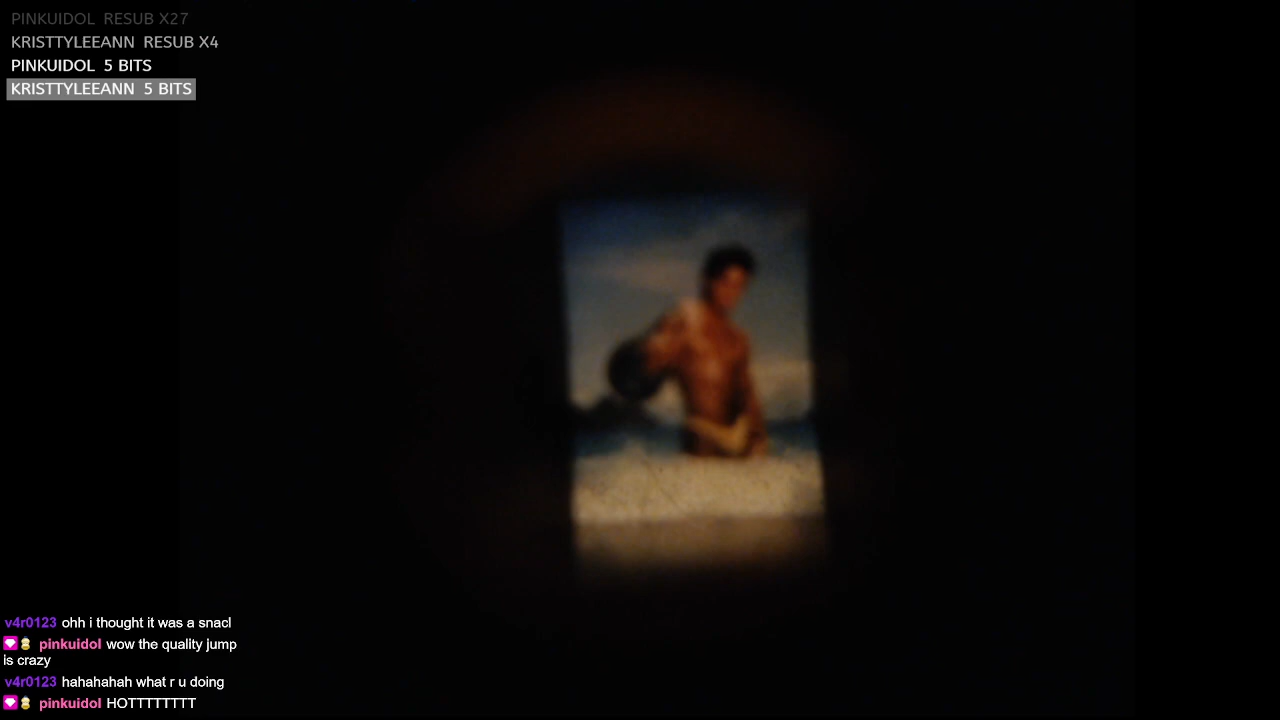 PINKUIDOL RESUB X27
KRISTTYLEEANN RESUB X4
PINKUIDOL 5 BITS
KRISTTYLEEANN 5 BITS
v4r0123 ohh i thought it was a snacl
pinkuidol wow the quality jump
is crazy
v4r0123 hahahahah what r u doing
pinkuidol HOTTTTTTTT